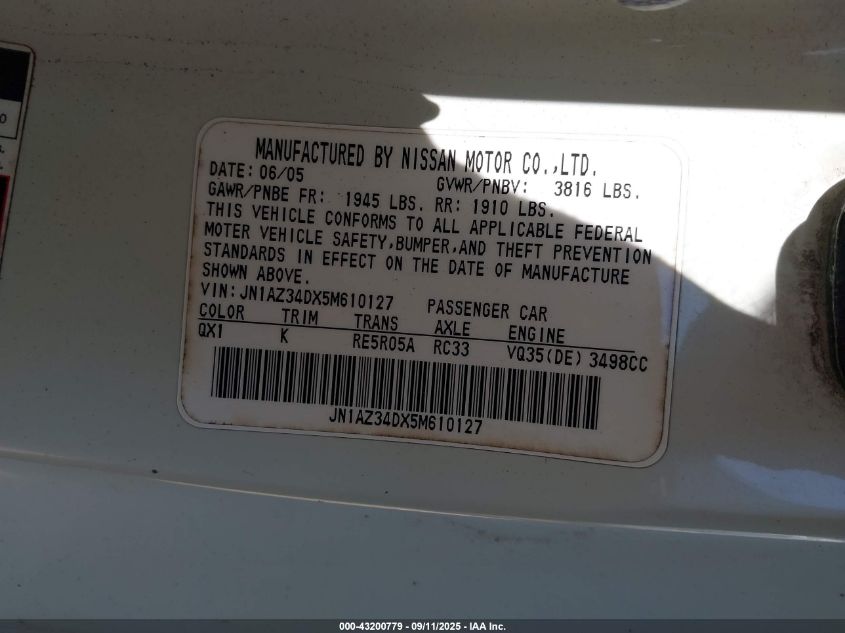 0
S.
MANUFACTURED BY NISSAN MOTOR CO.,LTD.
DATE: 06/05 GVWR/PNBV: 3816 LBS.
GAWR/PNBE FR: 1945 LBS. RR: 1910 LBS.
THIS VEHICLE CONFORMS TO ALL APPLICABLE FEDERAL
MOTER VEHICLE SAFETY,BUMPER,AND THEFT PREVENTION
STANDARDS IN EFFECT ON THE DATE OF MANUFACTURE
SHOWN ABOVE.
VIN:JN1AZ34DX5M610127 PASSENGER CAR
COLOR TRIM TRANS AXLE ENGINE
QX1 K RE5R05A RC33 VQ35(DE) 3498CC
JN1AZ34DX5M610127
000-43200779 - 09/11/2025 - IAA Inc.